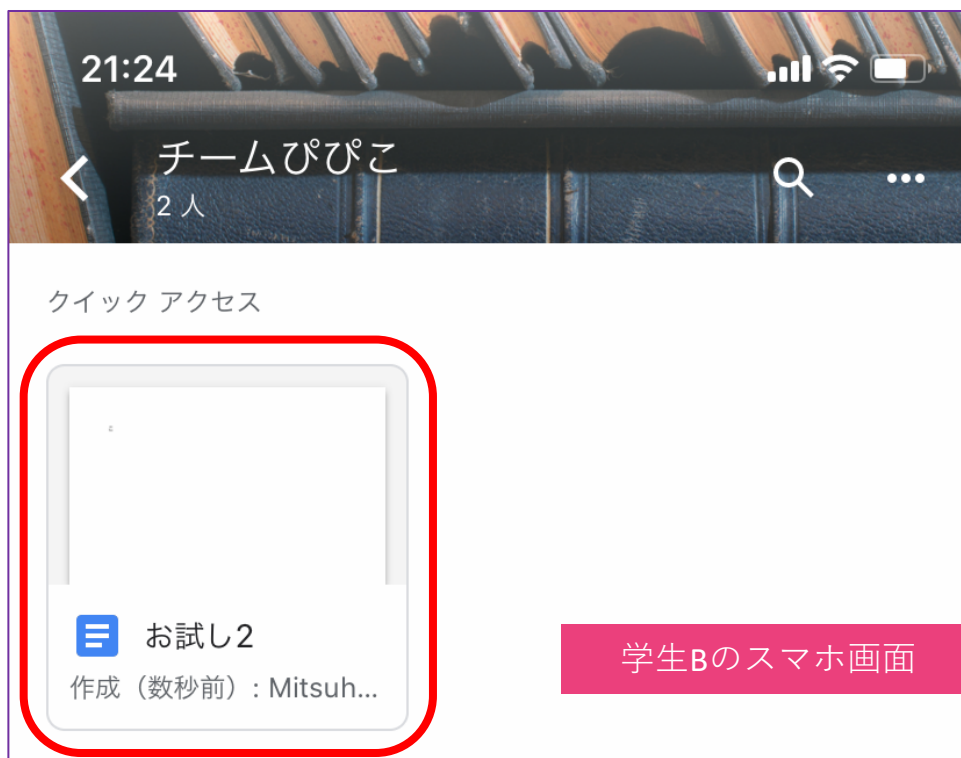 21:24
チームぴぴこ
2 人
クイック アクセス
お試し2
作成（数秒前）: Mitsuh...
学生Bのスマホ画面